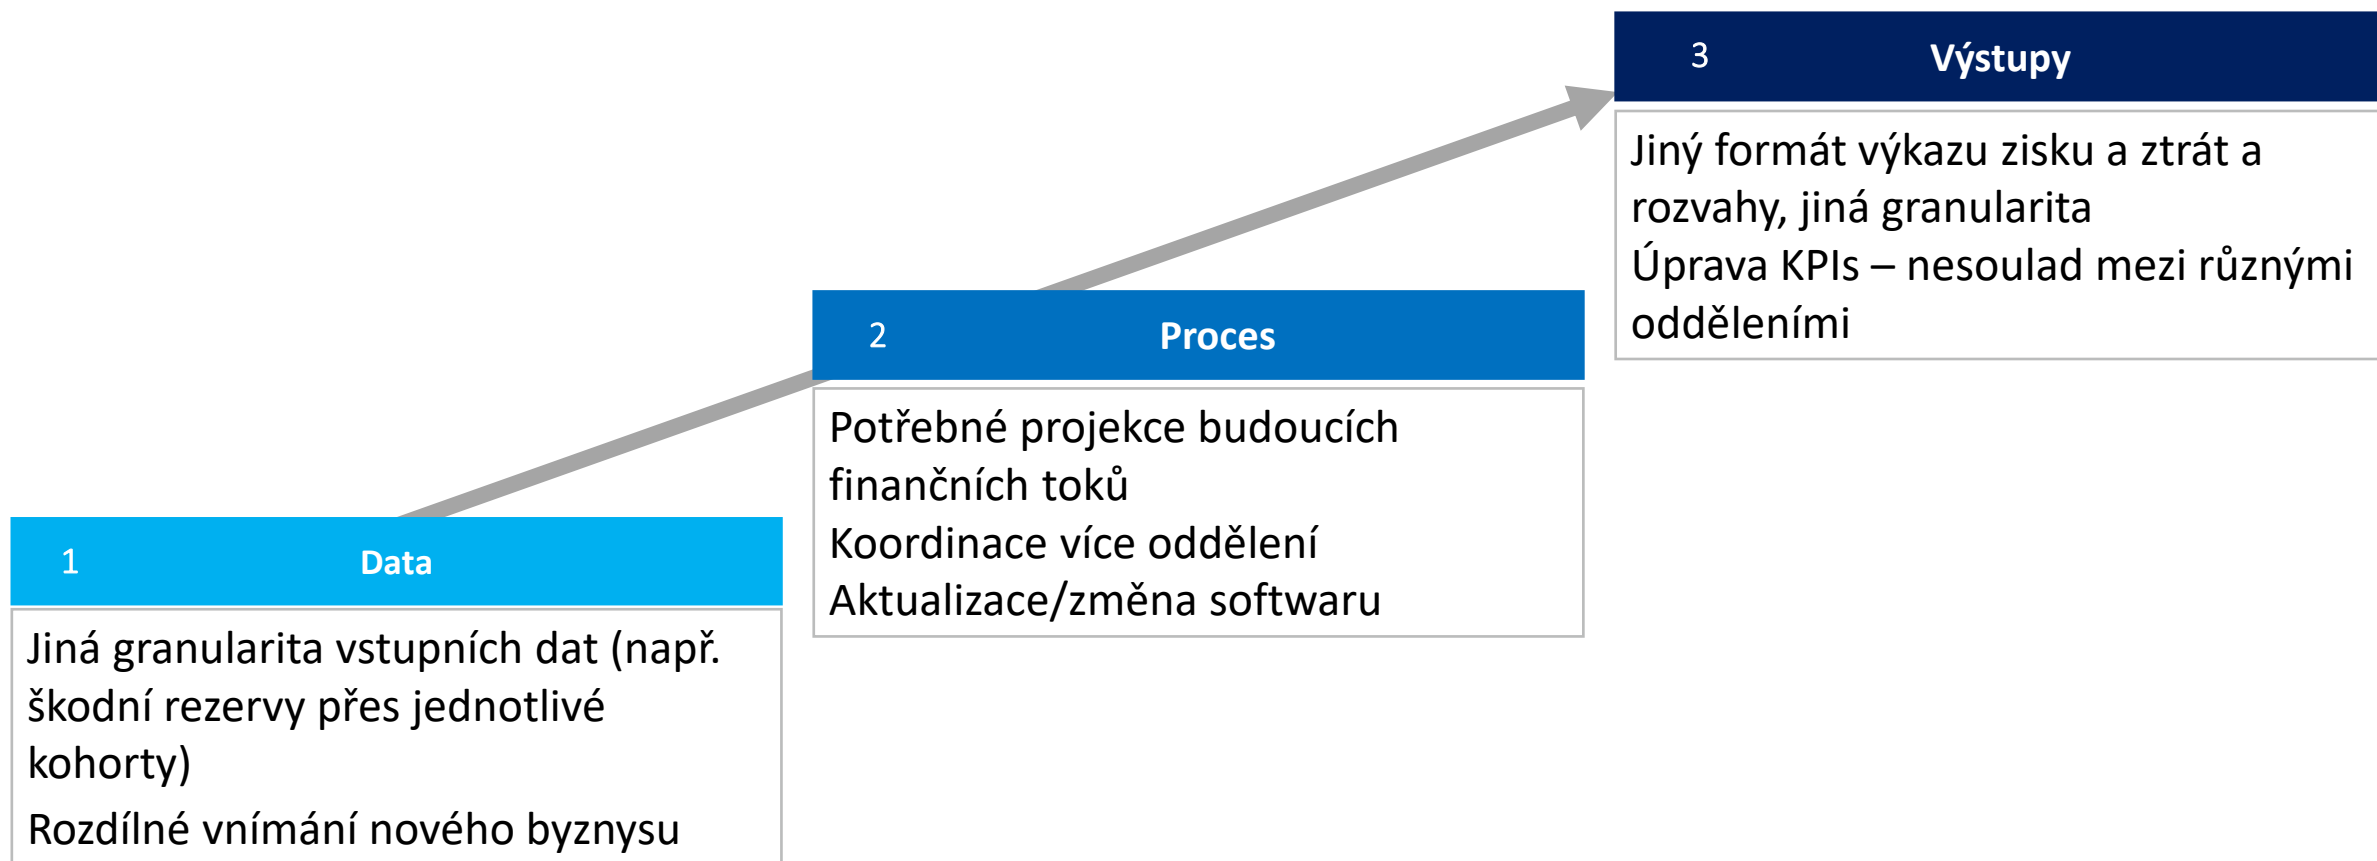 1 Data
Jiná granularita vstupních dat (např.
škodní rezervy přes jednotlivé
kohorty)
Rozdílné vnímání nového byznysu
2 Proces
Potřebné projekce budoucích
finančních toků
Koordinace více oddělení
Aktualizace/změna softwaru
3 Výstupy
Jiný formát výkazu zisku a ztrát a
rozvahy, jiná granularita
Úprava KPIs – nesoulad mezi různými
odděleními